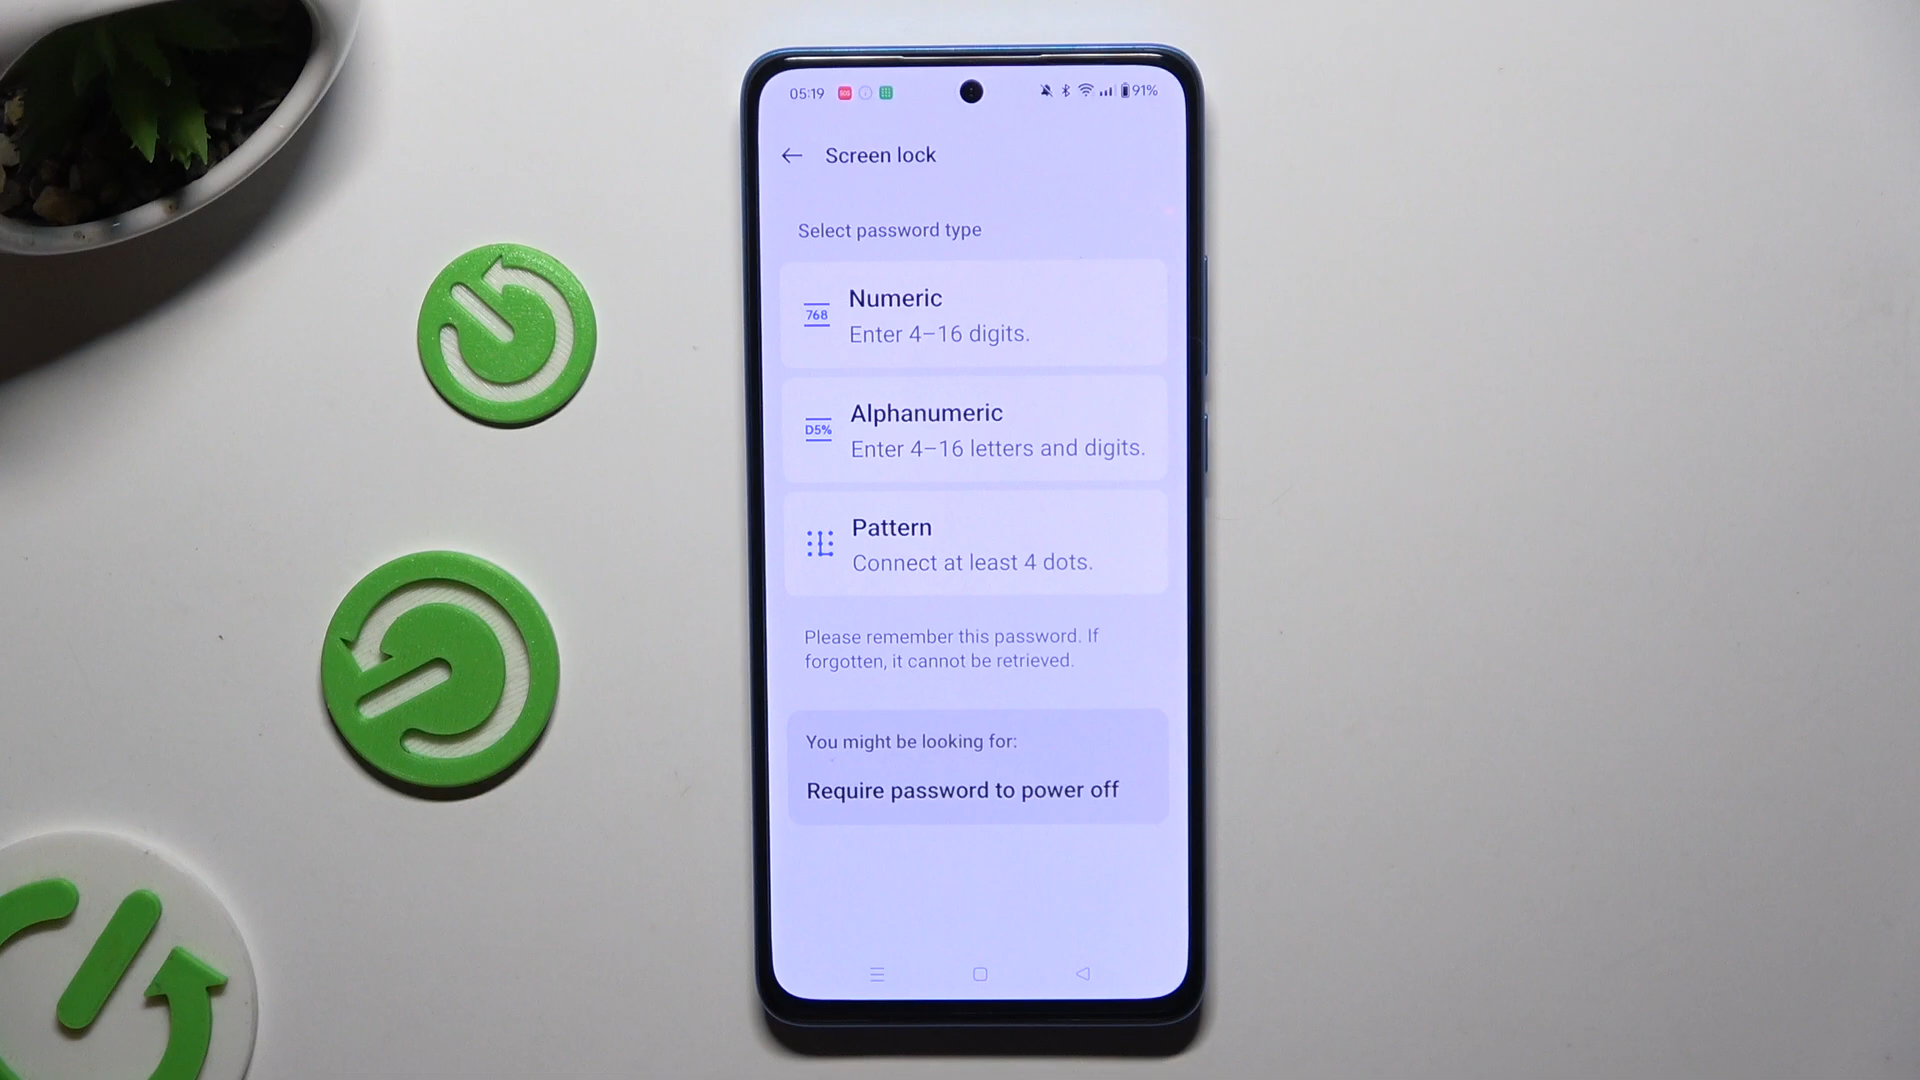 05:19 SOS 91%
Screen lock
Select password type
768
Numeric
Enter 4–16 digits.
D5%
Alphanumeric
Enter 4–16 letters and digits.
Pattern
Connect at least 4 dots.
Please remember this password. If
forgotten, it cannot be retrieved.
You might be looking for:
Require password to power off